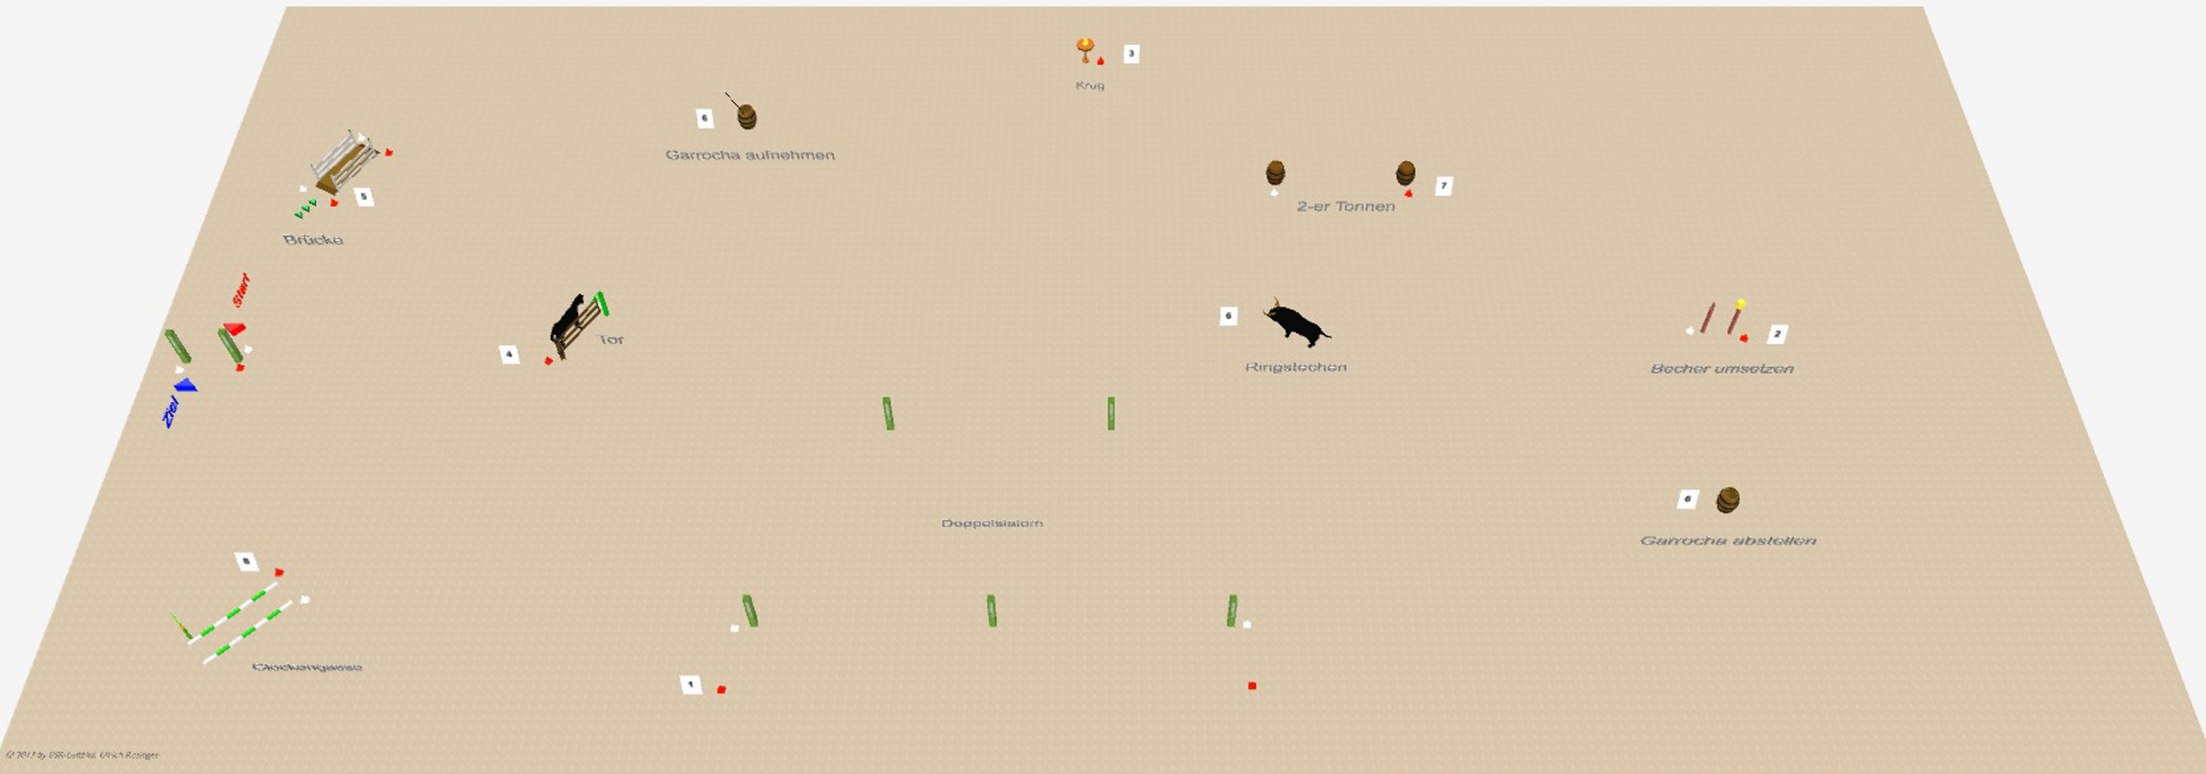 3
Krug
6
Garrocha aufnehmen
5
Brücke
7
2-er Tonnen
Start
4
Tor
6
Ringstechen
2
Becher umsetzen
Ziel
Doppelslalom
6
Garrocha abstellen
8
Glockengasse
1